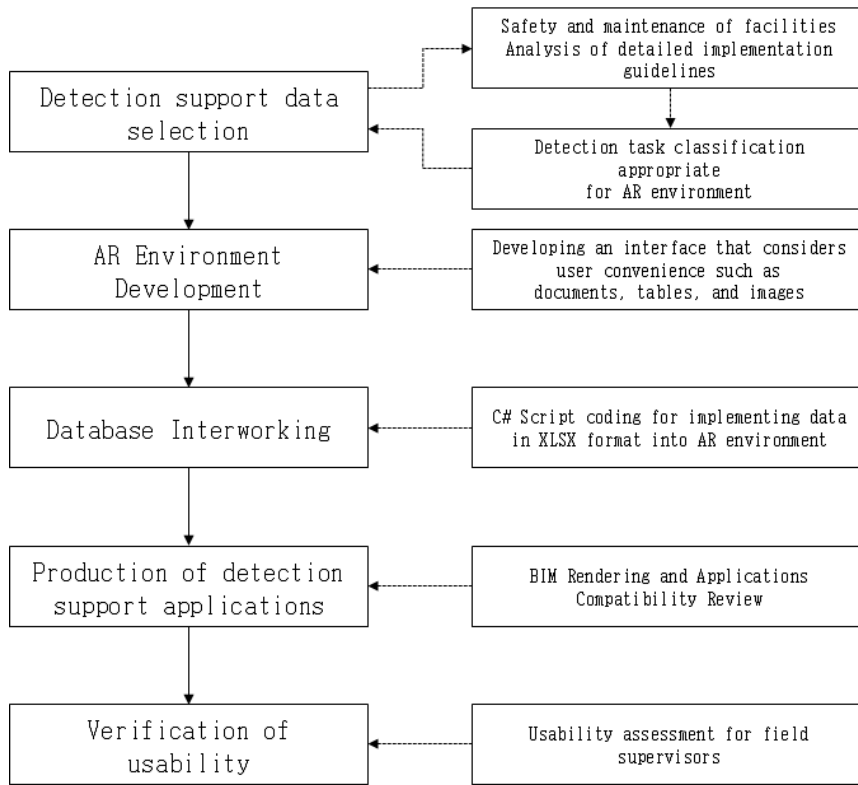 Safety and maintenance of facilities
Analysis of detailed implementation
guidelines
Detection support data
selection
Detection task classification
appropriate
for AR environment
AR Environment
Development
Developing an interface that considers
user convenience such as
documents, tables, and images
Database Interworking
C# Script coding for implementing data
in XLSX format into AR environment
Production of detection
support applications
BIM Rendering and Applications
Compatibility Review
Verification of
usability
Usability assessment for field
supervisors